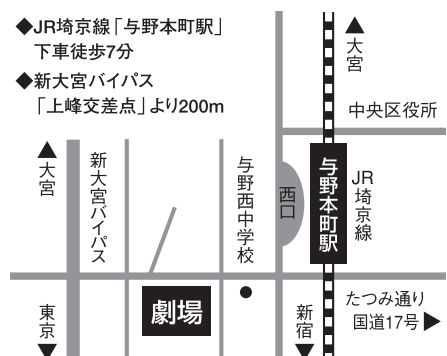 ◆JR埼京線「与野本町駅」
下車徒歩7分
◆新大宮バイパス
「上峰交差点」より200m
▲大宮
中央区役所
▲大宮
新大宮バイパス
与野西中学校
西口
与野本町駅
JR埼京線
劇場
東京▼
新宿▼
たつみ通り
国道17号▶